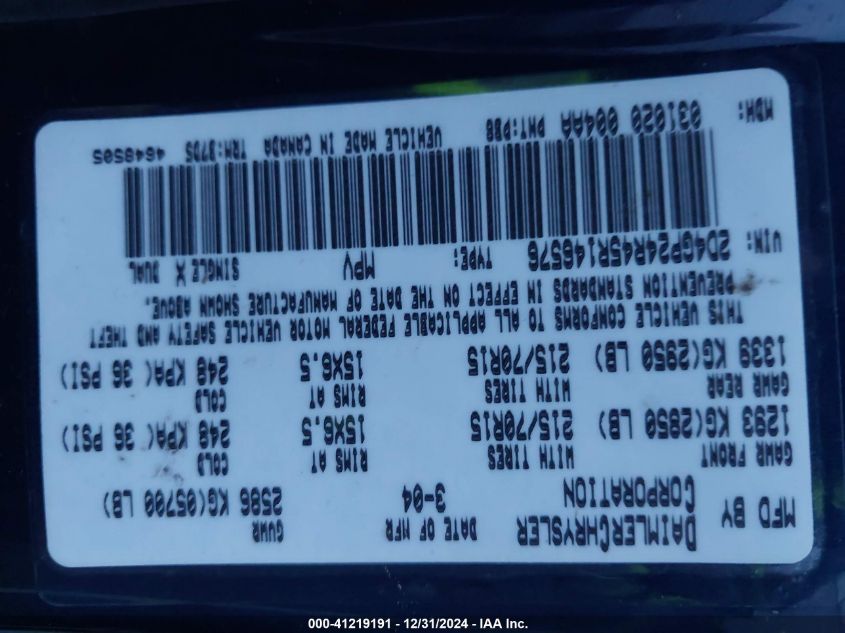 MFD BY DAIMLERCHRYSLER CORPORATION
DATE OF MFR 3-04
GVWR 2586 KG(05700 LB)
GAWR FRONT 1293 KG(2850 LB)
WITH TIRES 215/70R15
RIMS AT 15X6.5
COLD 248 KPA(36 PSI)
GAWR REAR 1339 KG(2950 LB)
WITH TIRES 215/70R15
RIMS AT 15X6.5
COLD 248 KPA(36 PSI)
THIS VEHICLE CONFORMS TO ALL APPLICABLE FEDERAL MOTOR VEHICLE SAFETY AND THEFT
PREVENTION STANDARDS IN EFFECT ON THE DATE OF MANUFACTURE SHOWN ABOVE.
VIN: 2D4GP24R45R146576 TYPE: MPV SINGLE X DUAL
MDH: 031020 004AA PNT:PBB VEHICLE MADE IN CANADA TRM:37D5 4648505
000-41219191 - 12/31/2024 - IAA Inc.